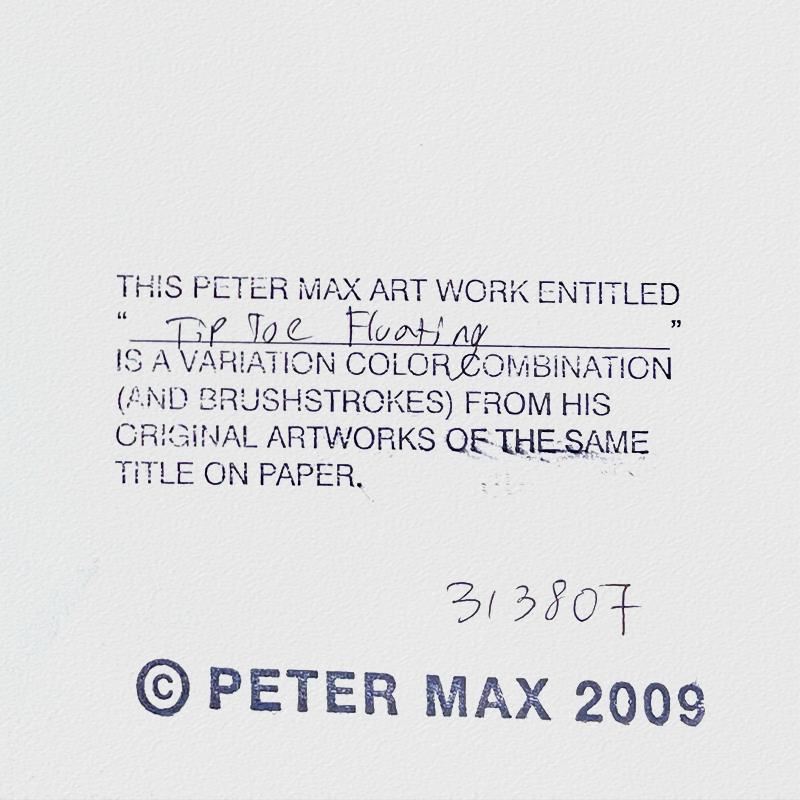 THIS PETER MAX ART WORK ENTITLED
“ Tip Toe Floating ”
IS A VARIATION COLOR COMBINATION
(AND BRUSHSTROKES) FROM HIS
ORIGINAL ARTWORKS OF THE SAME
TITLE ON PAPER.
313807
© PETER MAX 2009